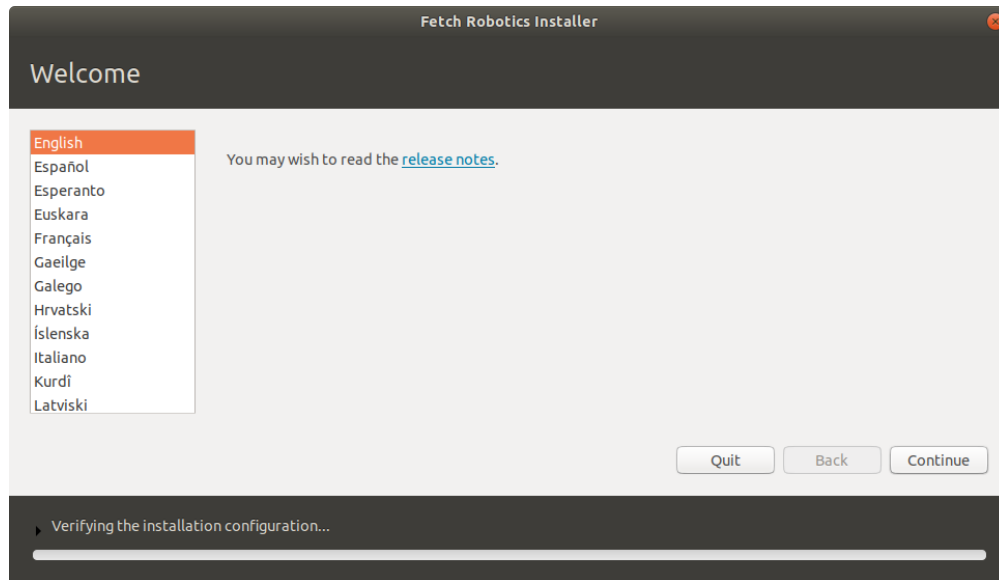 Fetch Robotics Installer
Welcome
English
Español
Esperanto
Euskara
Français
Gaeilge
Galego
Hrvatski
Íslenska
Italiano
Kurdî
Latviski
You may wish to read the release notes.
Quit
Back
Continue
Verifying the installation configuration...